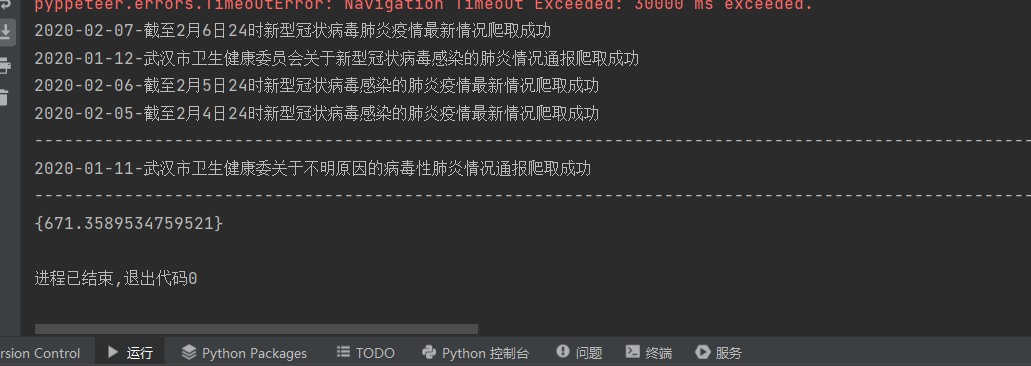 pyppeteer.errors.TimeoutError: Navigation Timeout Exceeded: 30000 ms exceeded.
2020-02-07-截至2月6日24时新型冠状病毒肺炎疫情最新情况爬取成功
2020-01-12-武汉市卫生健康委员会关于新型冠状病毒感染的肺炎情况通报爬取成功
2020-02-06-截至2月5日24时新型冠状病毒感染的肺炎疫情最新情况爬取成功
2020-02-05-截至2月4日24时新型冠状病毒感染的肺炎疫情最新情况爬取成功
2020-01-11-武汉市卫生健康委关于不明原因的病毒性肺炎情况通报爬取成功
{671.3589534759521}
进程已结束,退出代码0
rsion Control 运行 Python Packages TODO Python 控制台 问题 终端 服务